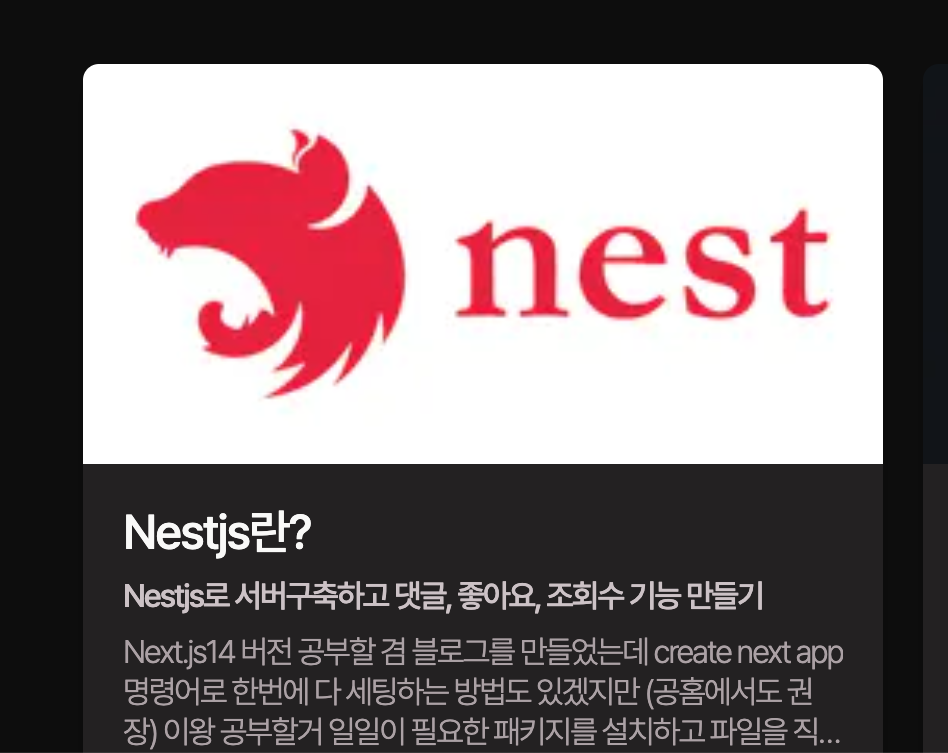 nest
Nestjs란?
Nestjs로 서버구축하고 댓글, 좋아요, 조회수 기능 만들기
Next.js14 버전 공부할 겸 블로그를 만들었는데 create next app
명령어로 한번에 다 세팅하는 방법도 있겠지만 (공홈에서도 권
장) 이왕 공부할거 일일이 필요한 패키지를 설치하고 파일을 직...